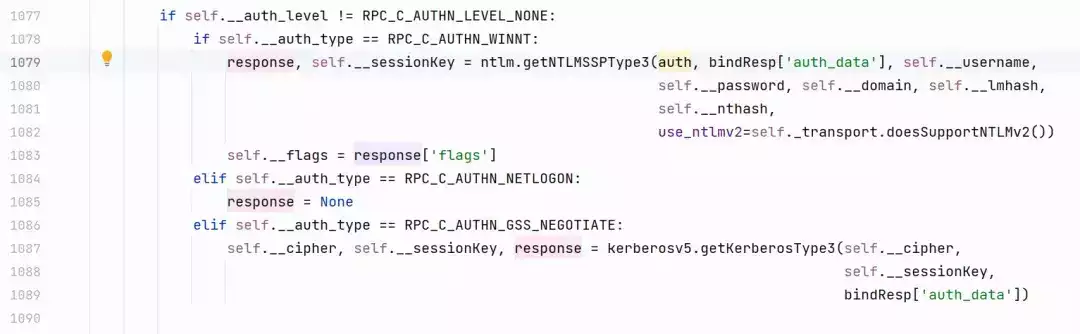 1077 if self.__auth_level != RPC_C_AUTHN_LEVEL_NONE:
1078 if self.__auth_type == RPC_C_AUTHN_WINNT:
1079 response, self.__sessionKey = ntlm.getNTLMSSPType3(auth, bindResp['auth_data'], self.__username,
1080 self.__password, self.__domain, self.__lmhash,
1081 self.__nthash,
1082 use_ntlmv2=self._transport.doesSupportNTLMv2())
1083 self.__flags = response['flags']
1084 elif self.__auth_type == RPC_C_AUTHN_NETLOGON:
1085 response = None
1086 elif self.__auth_type == RPC_C_AUTHN_GSS_NEGOTIATE:
1087 self.__cipher, self.__sessionKey, response = kerberosv5.getKerberosType3(self.__cipher,
1088 self.__sessionKey,
1089 bindResp['auth_data'])
1090